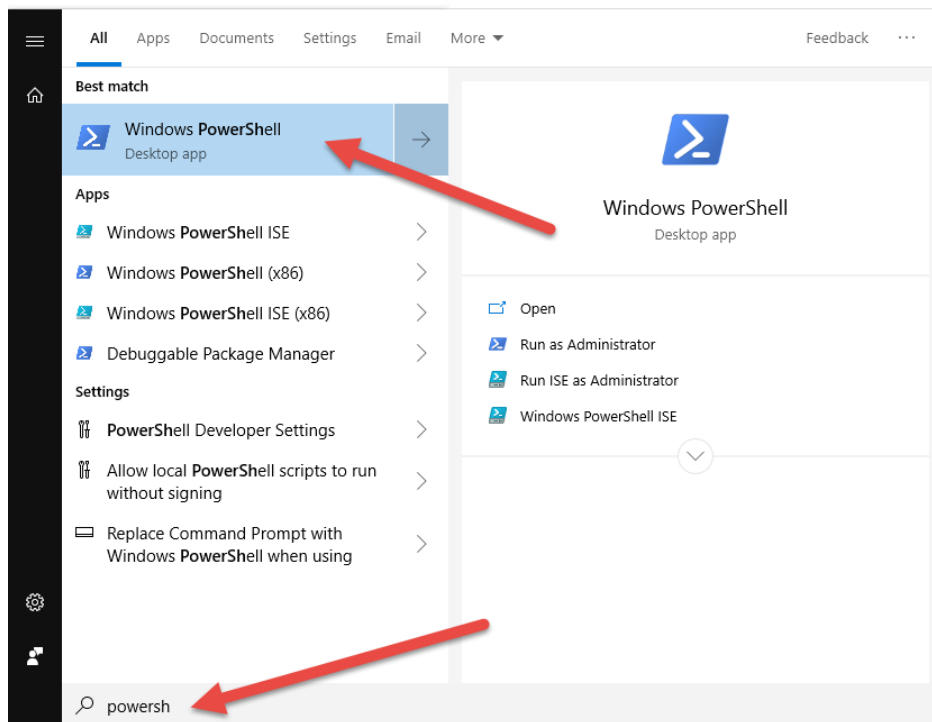 All Apps Documents Settings Email More Feedback ...
Best match
Windows PowerShell
Desktop app
Apps
Windows PowerShell ISE
Windows PowerShell (x86)
Windows PowerShell ISE (x86)
Debuggable Package Manager
Settings
PowerShell Developer Settings
Allow local PowerShell scripts to run
without signing
Replace Command Prompt with
Windows PowerShell when using
powersh
Windows PowerShell
Desktop app
Open
Run as Administrator
Run ISE as Administrator
Windows PowerShell ISE